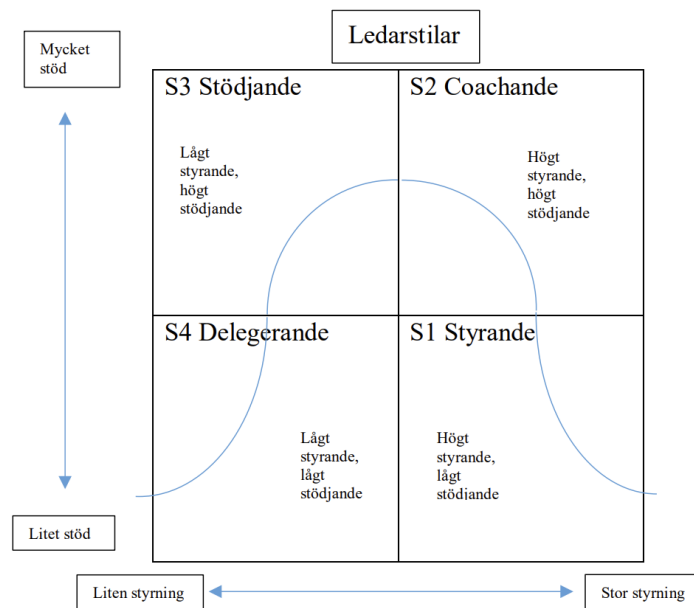 Mycket
stöd
Ledarstilar
S3 Stödjande
S2 Coachande
Lågt
styrande,
högt
stödjande
Högt
styrande,
högt
stödjande
S4 Delegerande
S1 Styrande
Lågt
styrande,
lågt
stödjande
Högt
styrande,
lågt
stödjande
Litet stöd
Liten styrning
Stor styrning